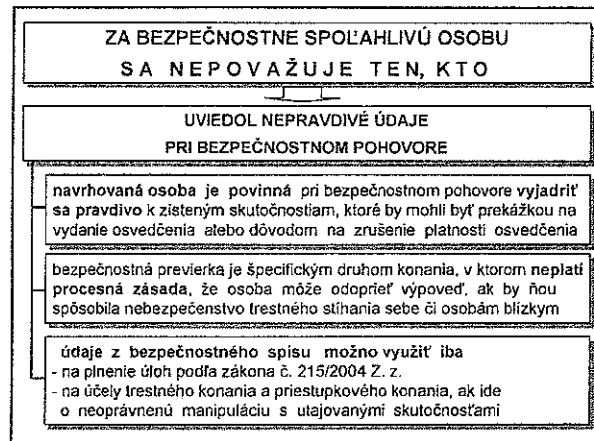 ZA BEZPEČNOSTNE SPOĽAHLIVÚ OSOBU
SA NEPOVAŽUJE TEN, KTO
UVIEDOL NEPRAVDIVÉ ÚDAJE
PRI BEZPEČNOSTNOM POHOVORE
navrhovaná osoba je povinná pri bezpečnostnom pohovore vyjadriť
sa pravdivo k zisteným skutočnostiam, ktoré by mohli byť prekážkou na
vydanie osvedčenia alebo dôvodom na zrušenie platnosti osvedčenia
bezpečnostná previerka je špecifickým druhom konania, v ktorom neplatí
procesná zásada, že osoba môže odoprieť výpoveď, ak by ňou
spôsobila nebezpečenstvo trestného stíhania sebe či osobám blízkym
údaje z bezpečnostného spisu možno využiť iba
- na plnenie úloh podľa zákona č. 215/2004 Z. z.
- na účely trestného konania a priestupkového konania, ak ide
o neoprávnenú manipuláciu s utajovanými skutočnosťami